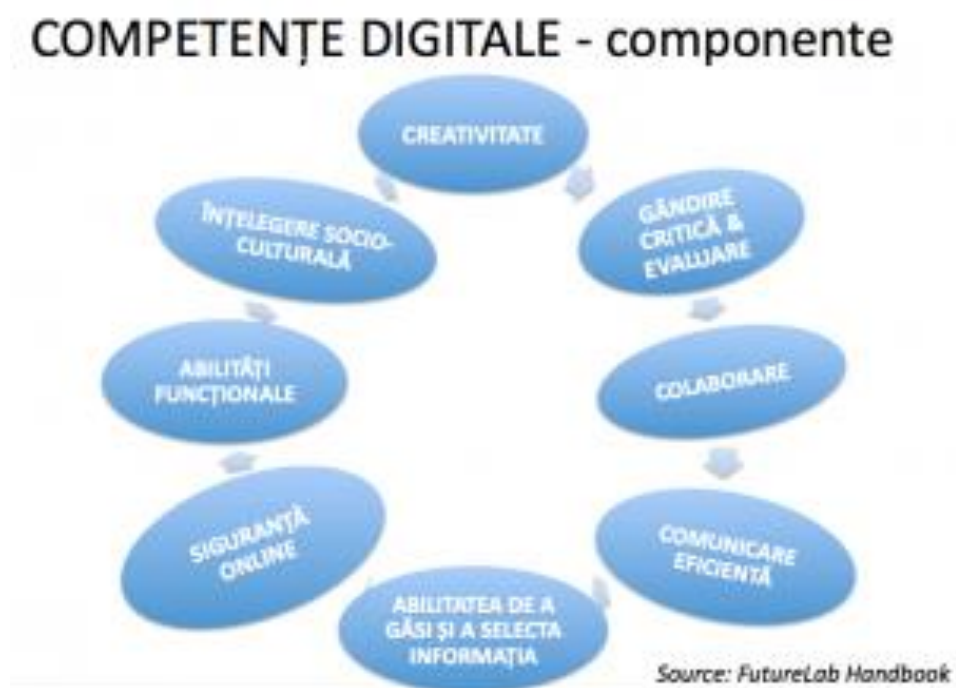 COMPETENȚE DIGITALE - componente
CREATIVITATE
GÂNDIRE
CRITICĂ &
EVALUARE
COLABORARE
COMUNICARE
EFICIENTĂ
ABILITATEA DE A
GĂSI ȘI A SELECTA
INFORMAȚIA
SIGURANȚĂ
ONLINE
ABILITĂȚI
FUNCȚIONALE
ÎNȚELEGERE SOCIO-
CULTURALĂ
Source: FutureLab Handbook